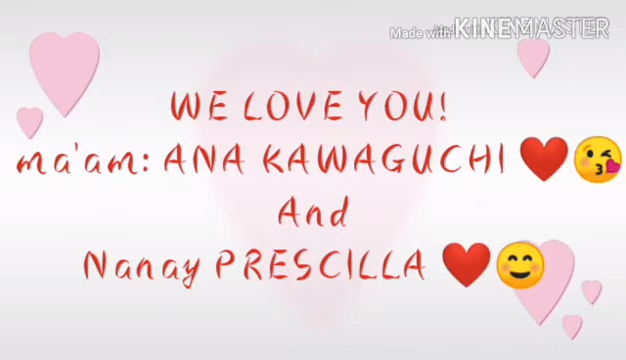 Made with KINEMASTER
WE LOVE YOU!
ma'am: ANA KAWAGUCHI ❤️😘
And
Nanay PRESCILLA ❤️😊